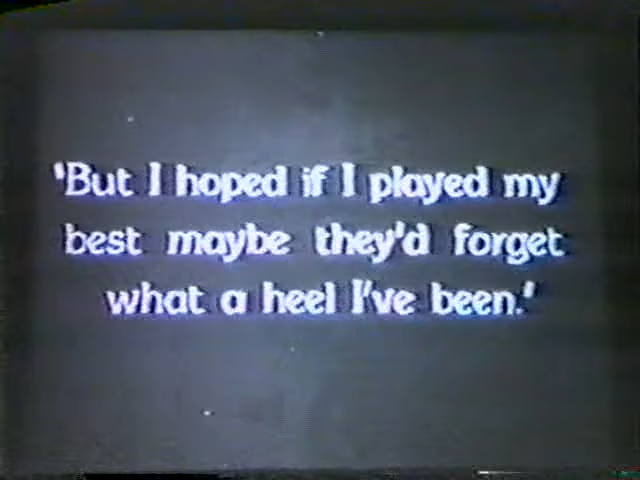 'But I hoped if I played my
best maybe they'd forget
what a heel I've been.'